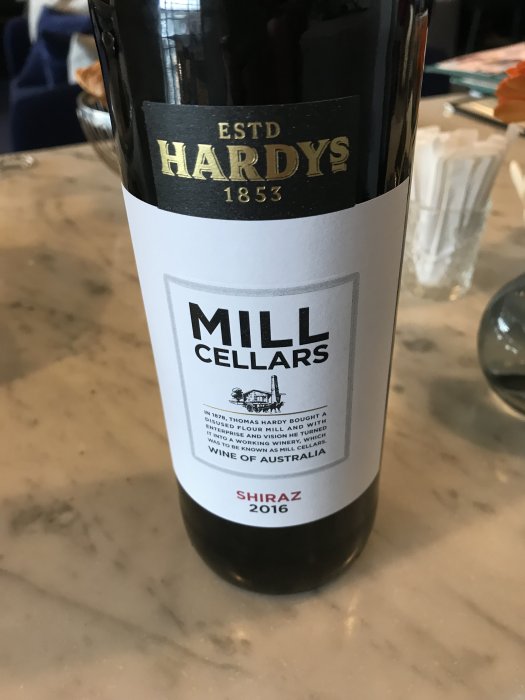 ESTD
HARDYS
1853
MILL
CELLARS
IN 1878, THOMAS HARDY BOUGHT A
DISUSED FLOUR MILL AND WITH
ENTERPRISE AND VISION HE TURNED
IT INTO A WORKING WINERY, WHICH
WAS TO BE KNOWN AS MILL CELLARS.
WINE OF AUSTRALIA
SHIRAZ
2016